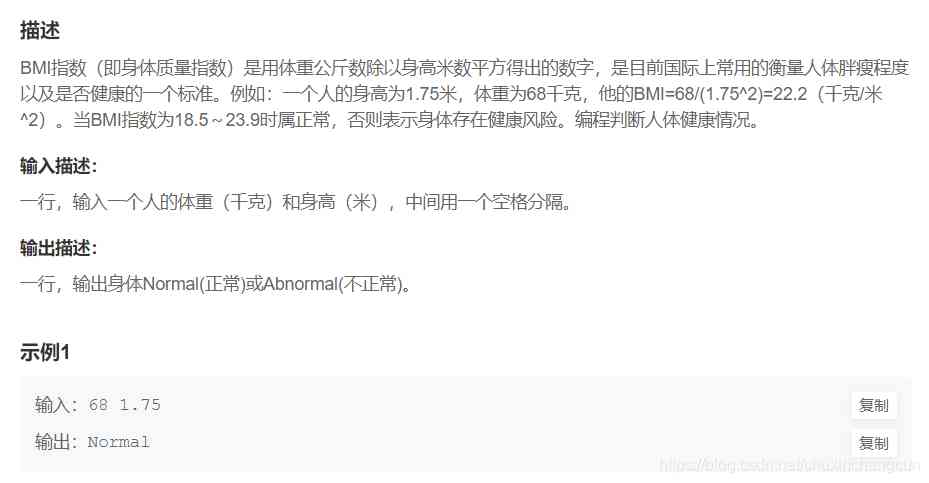 描述
BMI指数（即身体质量指数）是用体重公斤数除以身高米数平方得出的数字，是目前国际上常用的衡量人体胖瘦程度
以及是否健康的一个标准。例如：一个人的身高为1.75米，体重为68千克，他的BMI=68/(1.75^2)=22.2（千克/米
^2）。当BMI指数为18.5～23.9时属正常，否则表示身体存在健康风险。编程判断人体健康情况。
输入描述：
一行，输入一个人的体重（千克）和身高（米），中间用一个空格分隔。
输出描述：
一行，输出身体Normal(正常)或Abnormal(不正常)。
示例1
输入：68 1.75
复制
输出：Normal
复制